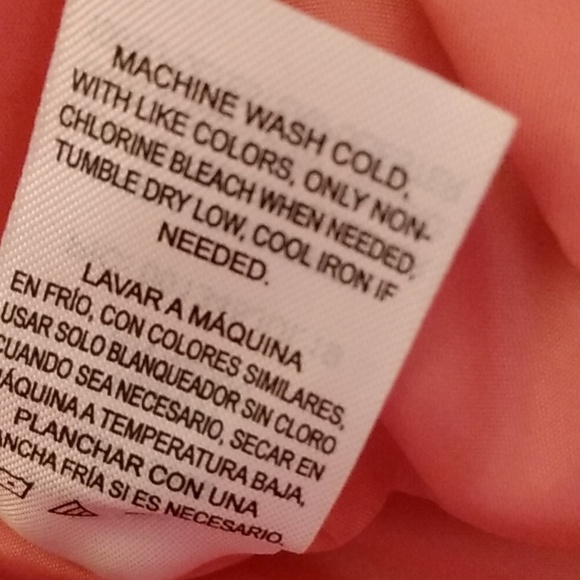 MACHINE WASH COLD,
WITH LIKE COLORS, ONLY NON-
CHLORINE BLEACH WHEN NEEDED,
TUMBLE DRY LOW, COOL IRON IF
NEEDED.
LAVAR A MÁQUINA
EN FRÍO, CON COLORES SIMILARES,
USAR SOLO BLANQUEADOR SIN CLORO
CUANDO SEA NECESARIO, SECAR EN
MÁQUINA A TEMPERATURA BAJA,
PLANCHAR CON UNA
PLANCHA FRÍA SI ES NECESARIO.